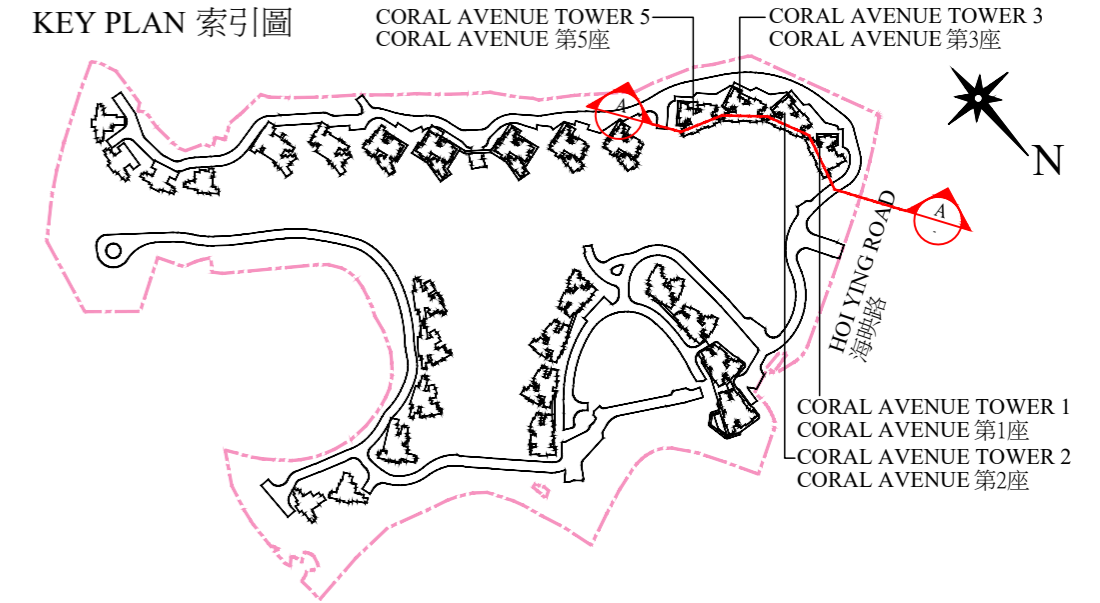 KEY PLAN 索引圖
CORAL AVENUE TOWER 5
CORAL AVENUE 第5座
CORAL AVENUE TOWER 3
CORAL AVENUE 第3座
A
N
A
HOI YING ROAD
海映路
CORAL AVENUE TOWER 1
CORAL AVENUE 第1座
CORAL AVENUE TOWER 2
CORAL AVENUE 第2座